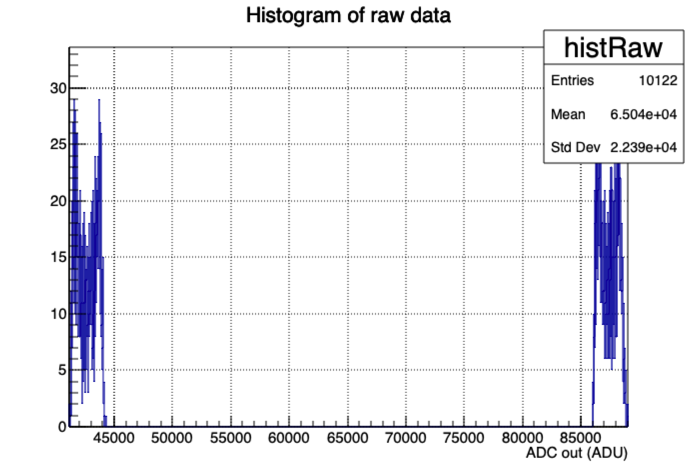 Histogram of raw data
histRaw
Entries 10122
Mean 6.504e+04
Std Dev 2.239e+04
30
25
20
15
10
5
0
45000 50000 55000 60000 65000 70000 75000 80000 85000
ADC out (ADU)